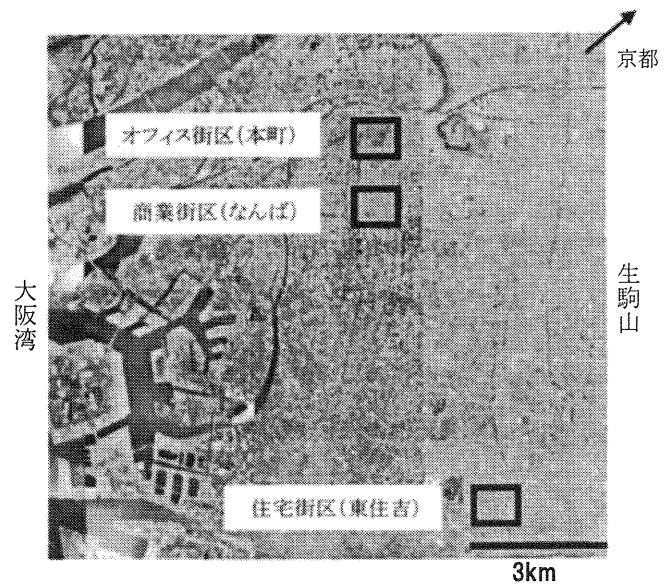 京都
オフィス街区(本町)
商業街区(なんば)
大阪湾
生駒山
住宅街区(東住吉)
3km